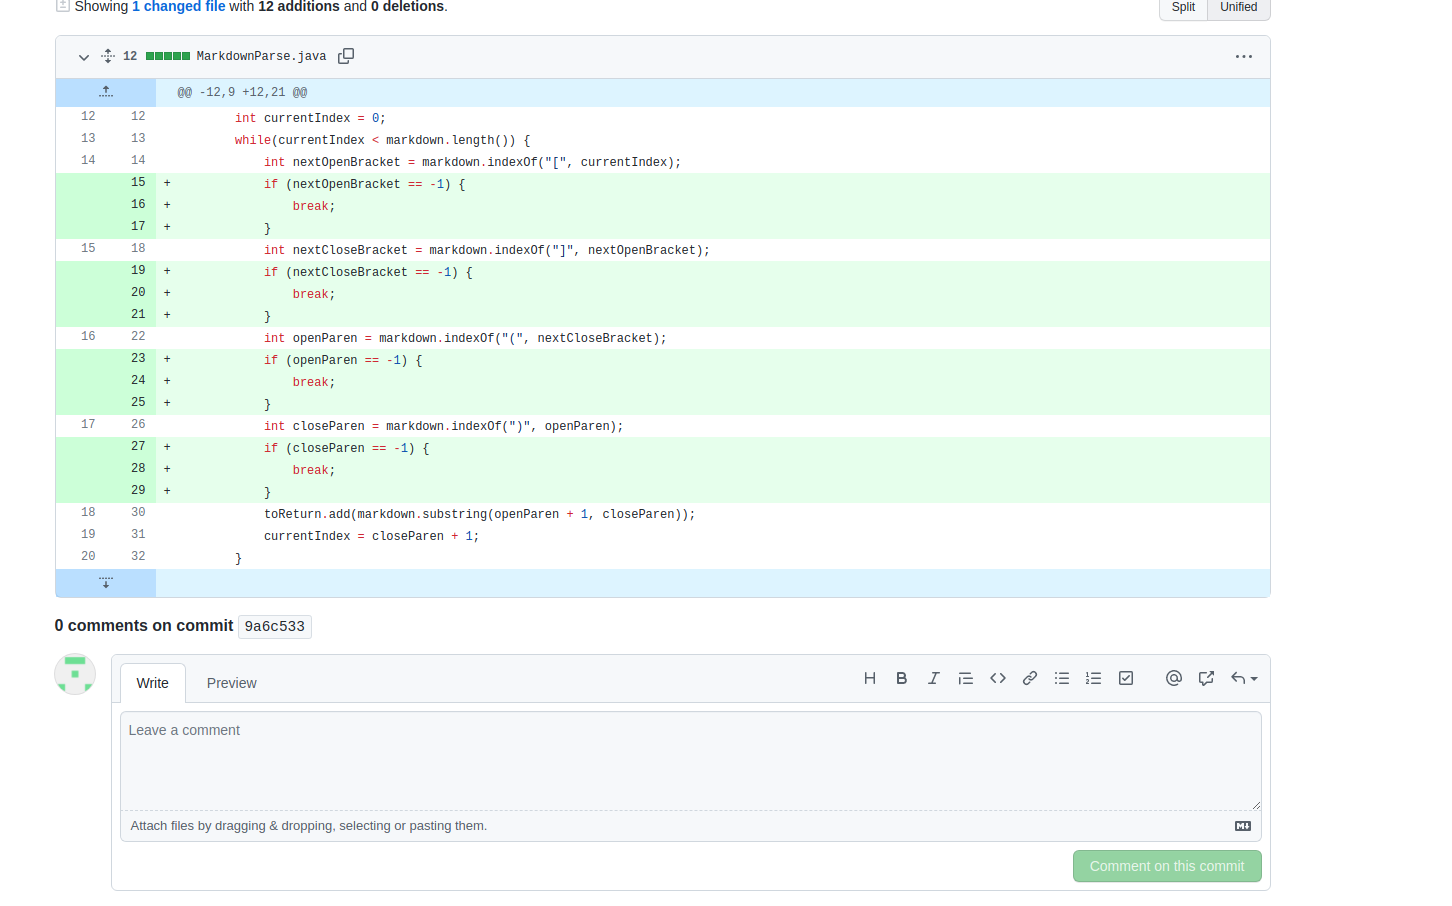 Showing 1 changed file with 12 additions and 0 deletions.
Split Unified
12 MarkdownParse.java
@@ -12,9 +12,21 @@
12 12 int currentIndex = 0;
13 13 while(currentIndex < markdown.length()) {
14 14 int nextOpenBracket = markdown.indexOf("[", currentIndex);
15 + if (nextOpenBracket == -1) {
16 + break;
17 + }
15 18 int nextCloseBracket = markdown.indexOf("]", nextOpenBracket);
19 + if (nextCloseBracket == -1) {
20 + break;
21 + }
16 22 int openParen = markdown.indexOf("(", nextCloseBracket);
23 + if (openParen == -1) {
24 + break;
25 + }
17 26 int closeParen = markdown.indexOf(")", openParen);
27 + if (closeParen == -1) {
28 + break;
29 + }
18 30 toReturn.add(markdown.substring(openParen + 1, closeParen));
19 31 currentIndex = closeParen + 1;
20 32 }
0 comments on commit 9a6c533
Write Preview
Leave a comment
Attach files by dragging & dropping, selecting or pasting them.
Comment on this commit